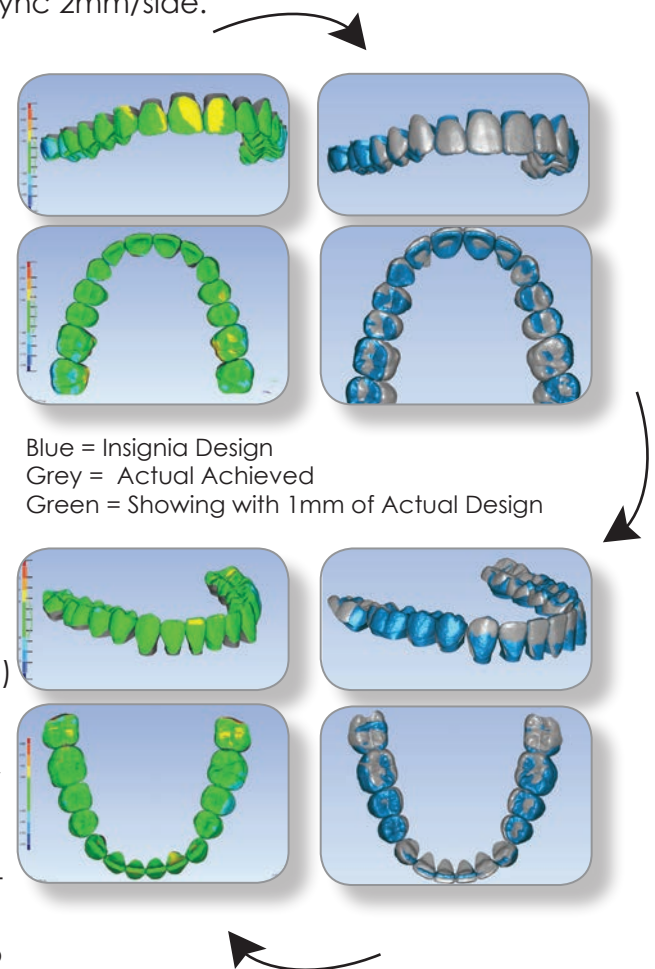 ync 2mm/side.
Blue = Insignia Design
Grey = Actual Achieved
Green = Showing with 1mm of Actual Design
)